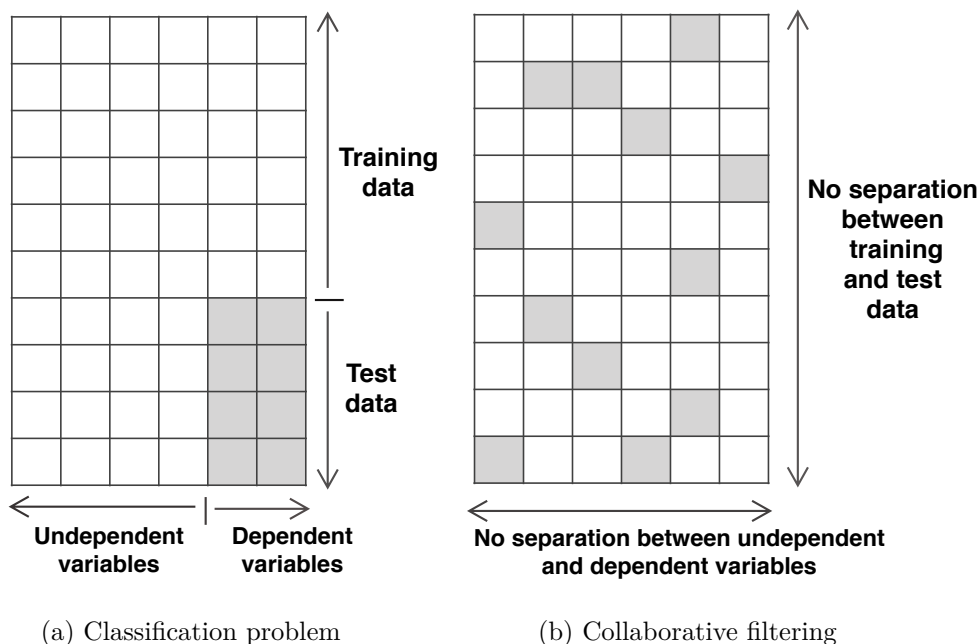 Training
data
Test
data
Undependent
variables
Dependent
variables
(a) Classification problem
No separation
between
training
and test
data
No separation between undependent
and dependent variables
(b) Collaborative filtering